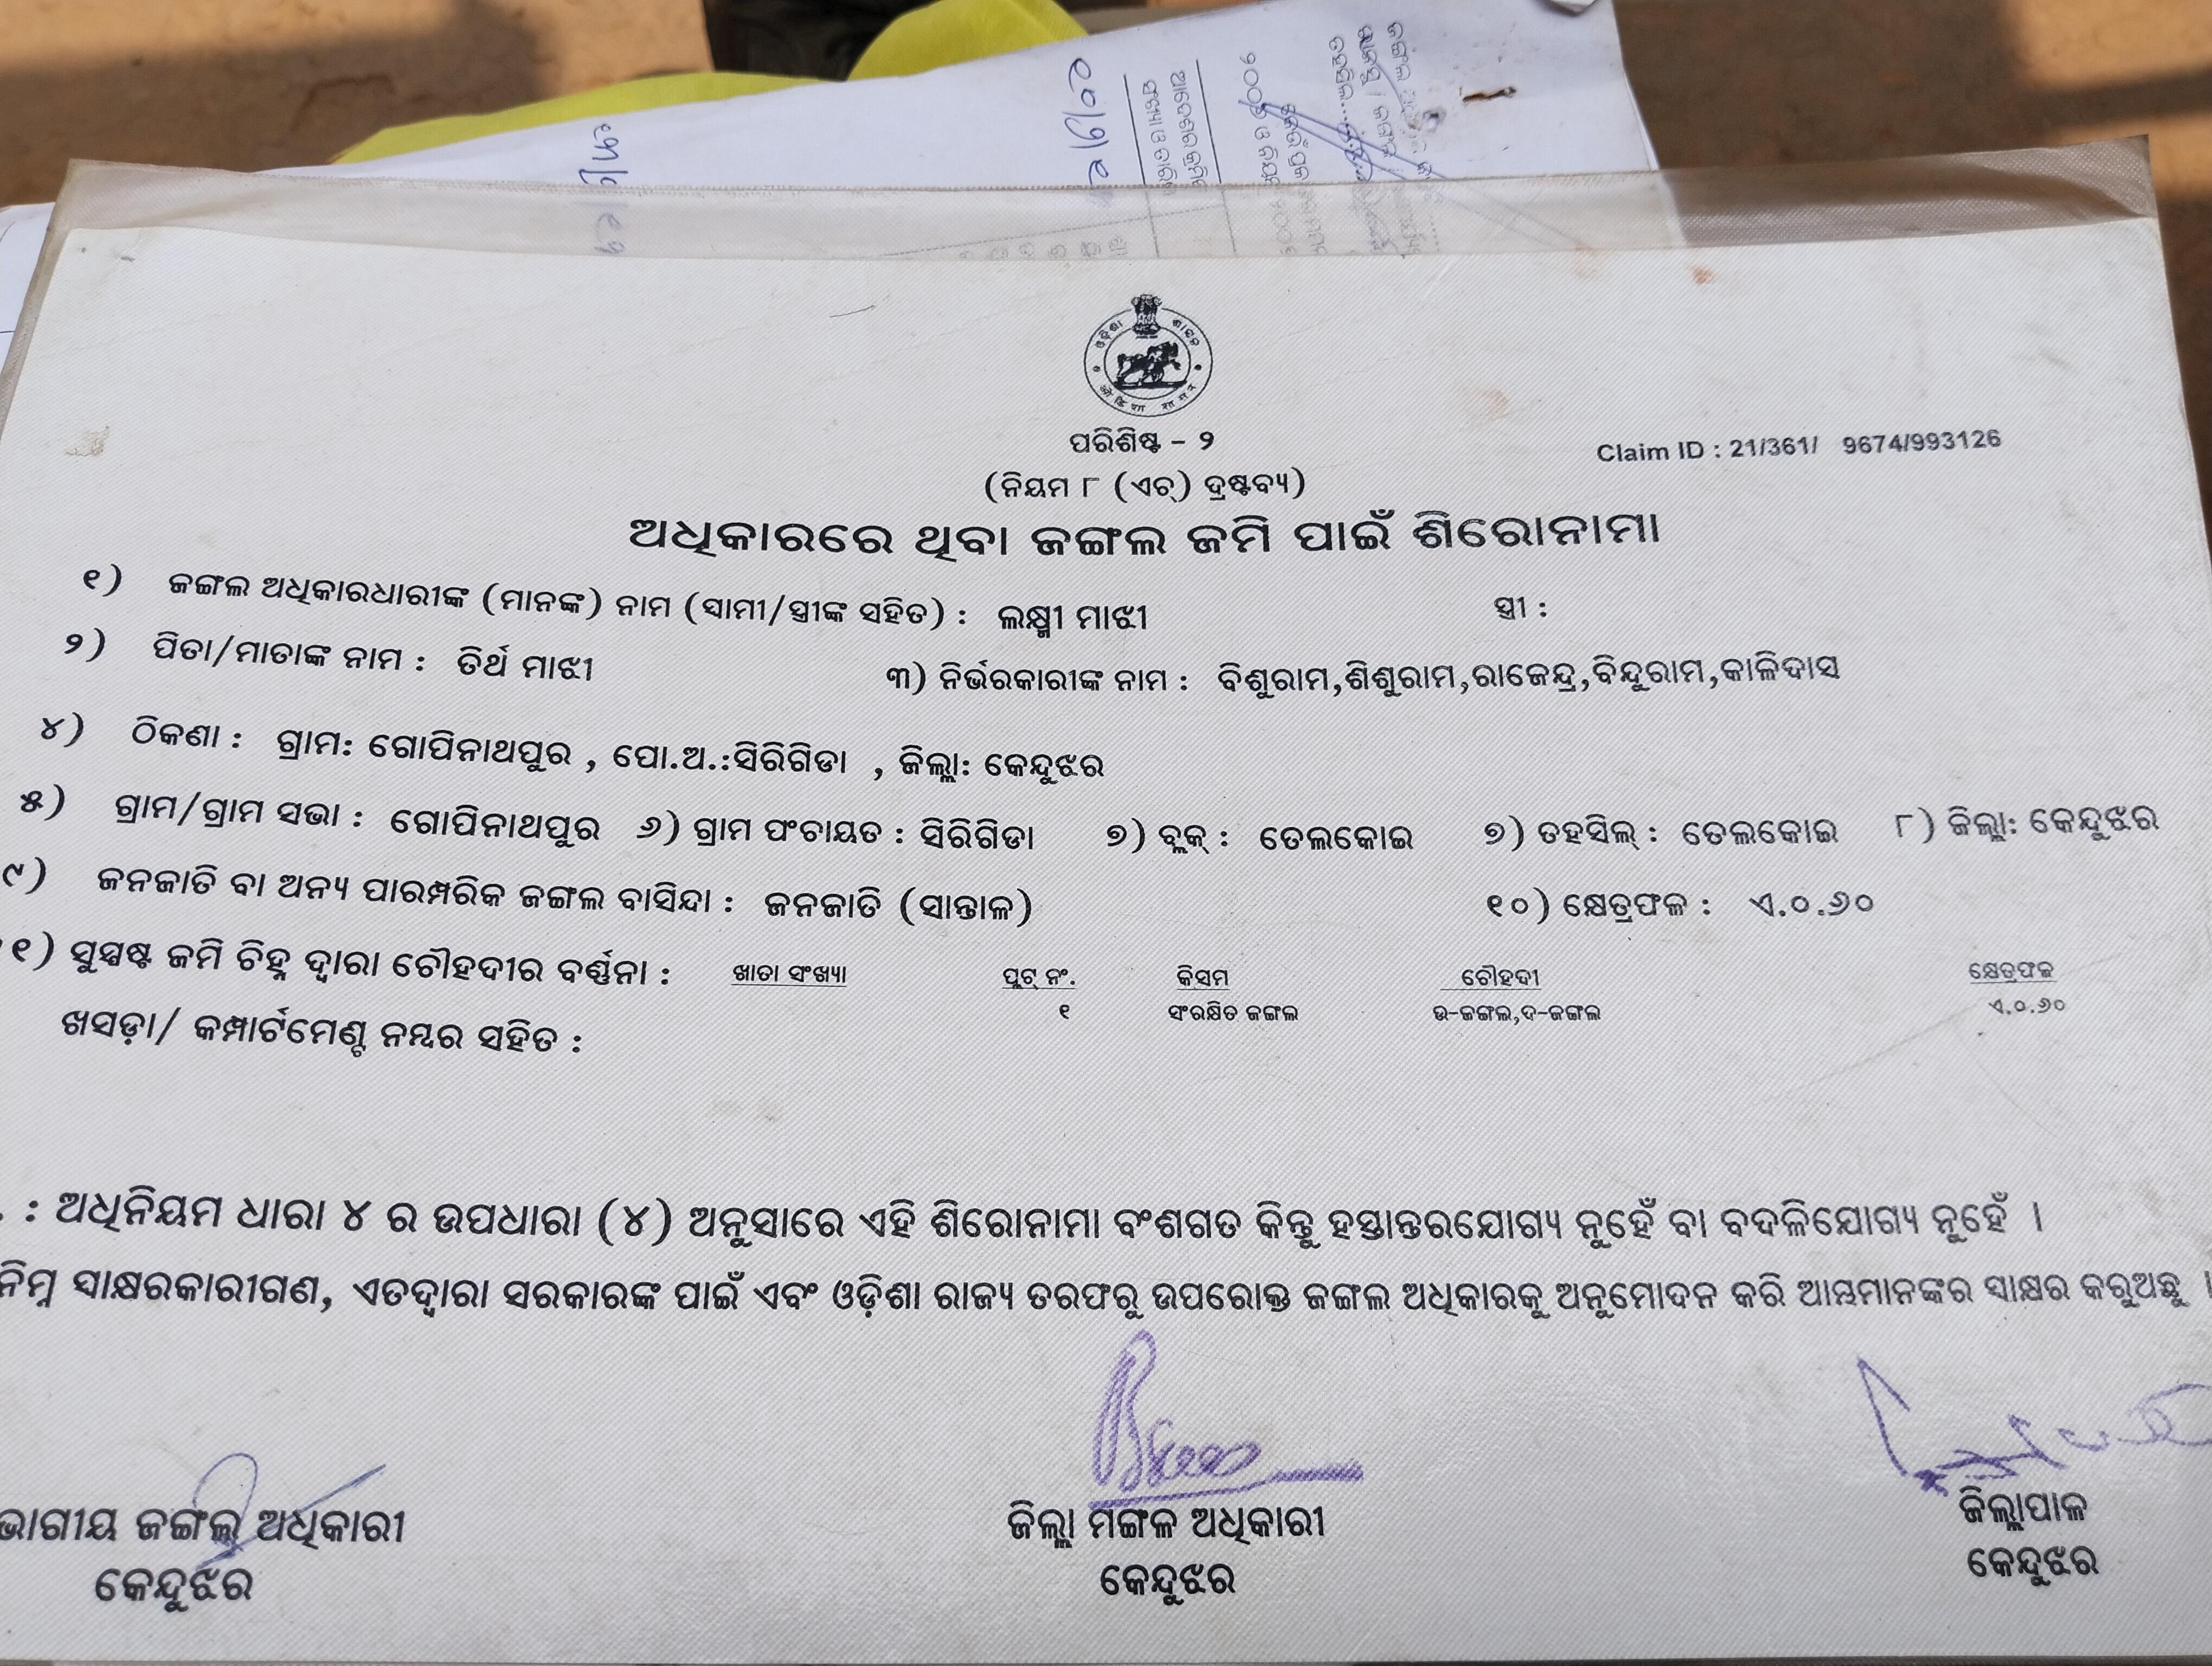 ଓଡ଼ିଶା ଶାସନ
ପରିଶିଷ୍ଟ - ୨
Claim ID : 21/361/ 9674/993126
(ନିୟମ ୮ (ଏଚ୍) ଦ୍ରଷ୍ଟବ୍ୟ)
ଅଧିକାରରେ ଥିବା ଜଙ୍ଗଲ ଜମି ପାଇଁ ଶିରୋନାମା
୧) ଜଙ୍ଗଲ ଅଧିକାରଧାରୀଙ୍କ (ମାନଙ୍କ) ନାମ (ସ୍ୱାମୀ/ସ୍ତ୍ରୀଙ୍କ ସହିତ) : ଲକ୍ଷ୍ମୀ ମାଝୀ ସ୍ତ୍ରୀ :
୨) ପିତା/ମାତାଙ୍କ ନାମ : ତିର୍ଥ ମାଝୀ ୩) ନିର୍ଭରକାରୀଙ୍କ ନାମ : ବିଶୁରାମ,ଶିଶୁରାମ,ରାଜେନ୍ଦ୍ର,ବିନ୍ଦୁରାମ,କାଳିଦାସ
୪) ଠିକଣା : ଗ୍ରାମ: ଗୋପିନାଥପୁର , ପୋ.ଅ.:ସିରିଗିଡା , ଜିଲ୍ଲା: କେନ୍ଦୁଝର
୫) ଗ୍ରାମ/ଗ୍ରାମ ସଭା : ଗୋପିନାଥପୁର ୬) ଗ୍ରାମ ପଂଚାୟତ : ସିରିଗିଡା ୭) ବ୍ଲକ୍ : ତେଲକୋଇ ୭) ତହସିଲ୍ : ତେଲକୋଇ ୮) ଜିଲ୍ଲା: କେନ୍ଦୁଝର
୯) ଜନଜାତି ବା ଅନ୍ୟ ପାରମ୍ପରିକ ଜଙ୍ଗଲ ବାସିନ୍ଦା : ଜନଜାତି (ସାନ୍ତାଳ) ୧୦) କ୍ଷେତ୍ରଫଳ : ଏ.୦.୬୦
୧) ସୁସ୍ପଷ୍ଟ ଜମି ଚିହ୍ନ ଦ୍ୱାରା ଚୌହଦୀର ବର୍ଣ୍ଣନା : ଖାତା ସଂଖ୍ୟା ପ୍ଲଟ୍ ନଂ. କିସମ ଚୌହଦୀ କ୍ଷେତ୍ରଫଳ
୧ ସଂରକ୍ଷିତ ଜଙ୍ଗଲ ଉ-ଜଙ୍ଗଲ,ଦ-ଜଙ୍ଗଲ ଏ.୦.୬୦
ଖସଡ଼ା/ କମ୍ପାର୍ଟମେଣ୍ଟ ନମ୍ବର ସହିତ :
: ଅଧିନିୟମ ଧାରା ୪ ର ଉପଧାରା (୪) ଅନୁସାରେ ଏହି ଶିରୋନାମା ବଂଶଗତ କିନ୍ତୁ ହସ୍ତାନ୍ତରଯୋଗ୍ୟ ନୁହେଁ ବା ବଦଳିଯୋଗ୍ୟ ନୁହେଁ ।
ନିମ୍ନ ସ୍ୱାକ୍ଷରକାରୀଗଣ, ଏତଦ୍ୱାରା ସରକାରଙ୍କ ପାଇଁ ଏବଂ ଓଡ଼ିଶା ରାଜ୍ୟ ତରଫରୁ ଉପରୋକ୍ତ ଜଙ୍ଗଲ ଅଧିକାରକୁ ଅନୁମୋଦନ କରି ଆମ୍ଭମାନଙ୍କର ସ୍ୱାକ୍ଷର କରୁଅଛୁ ।
ଭାଗୀୟ ଜଙ୍ଗଲ ଅଧିକାରୀ ଜିଲ୍ଲା ମଙ୍ଗଳ ଅଧିକାରୀ ଜିଲ୍ଲାପାଳ
କେନ୍ଦୁଝର କେନ୍ଦୁଝର କେନ୍ଦୁଝର